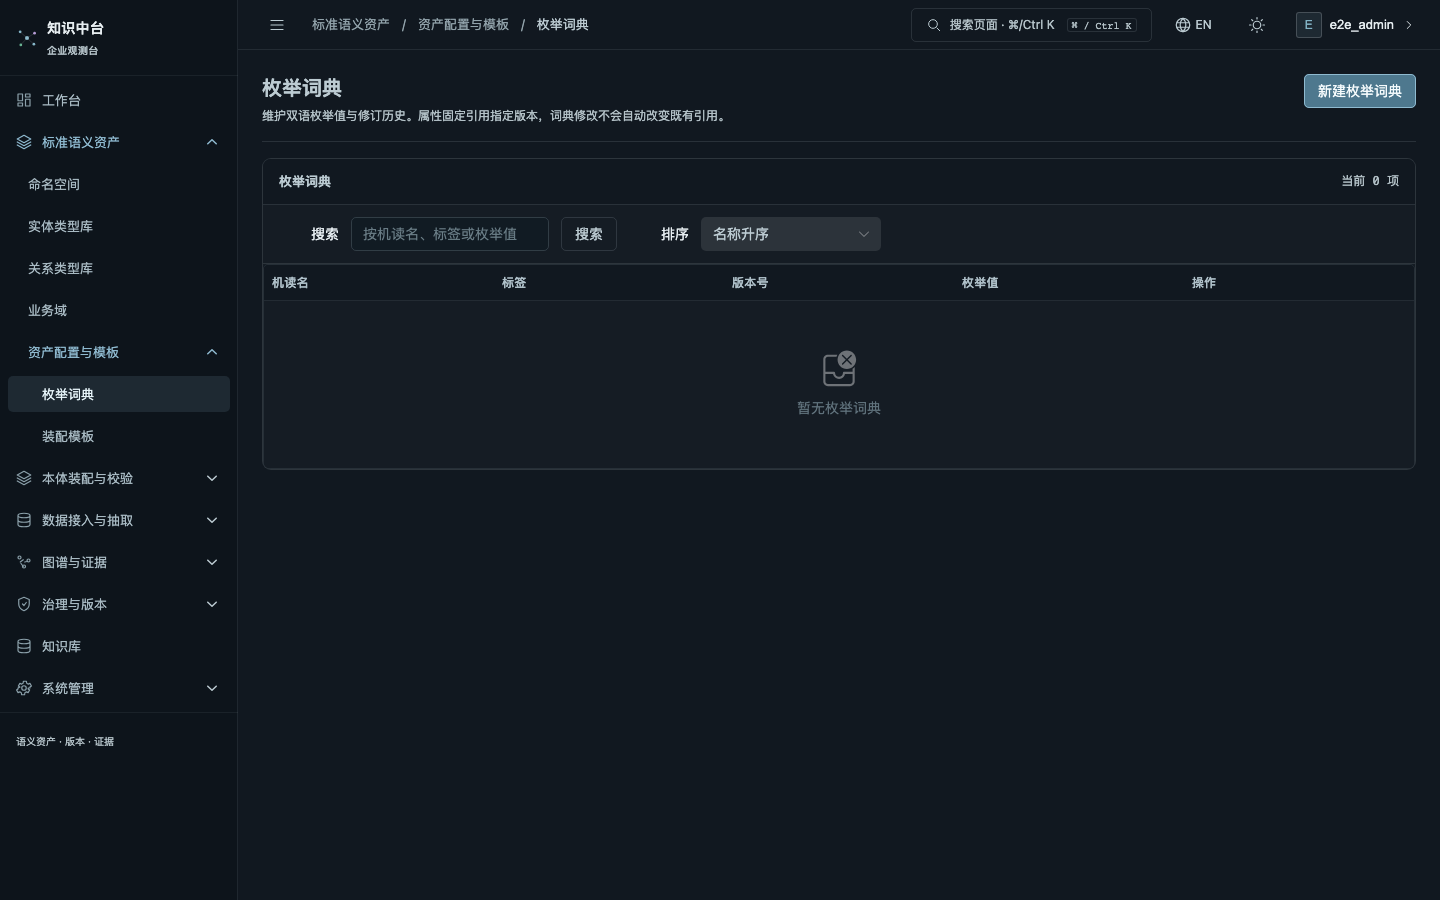 知识中台
企业观测台
工作台
标准语义资产
命名空间
实体类型库
关系类型库
业务域
资产配置与模板
枚举词典
装配模板
本体装配与校验
数据接入与抽取
图谱与证据
治理与版本
知识库
系统管理
语义资产 · 版本 · 证据
标准语义资产 / 资产配置与模板 / 枚举词典
搜索页面 · ⌘/Ctrl K ⌘ / Ctrl K
EN
E e2e_admin
枚举词典
新建枚举词典
维护双语枚举值与修订历史。属性固定引用指定版本，词典修改不会自动改变既有引用。
枚举词典 当前 0 项
搜索 按机读名、标签或枚举值 搜索 排序 名称升序
机读名 标签 版本号 枚举值 操作
暂无枚举词典